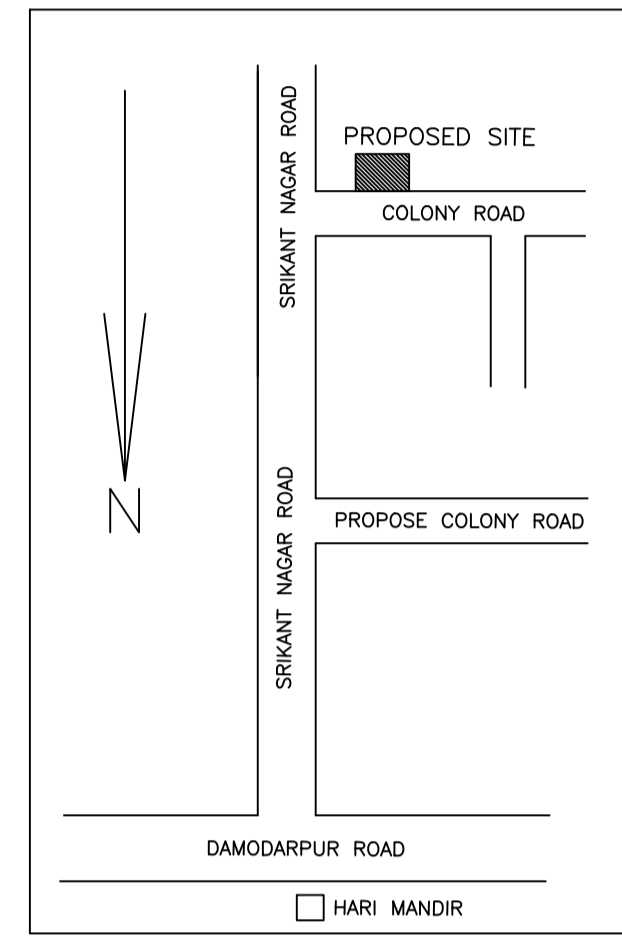 SRIKANT NAGAR ROAD
PROPOSED SITE
COLONY ROAD
N
SRIKANT NAGAR ROAD
PROPOSE COLONY ROAD
DAMODARPUR ROAD
HARI MANDIR